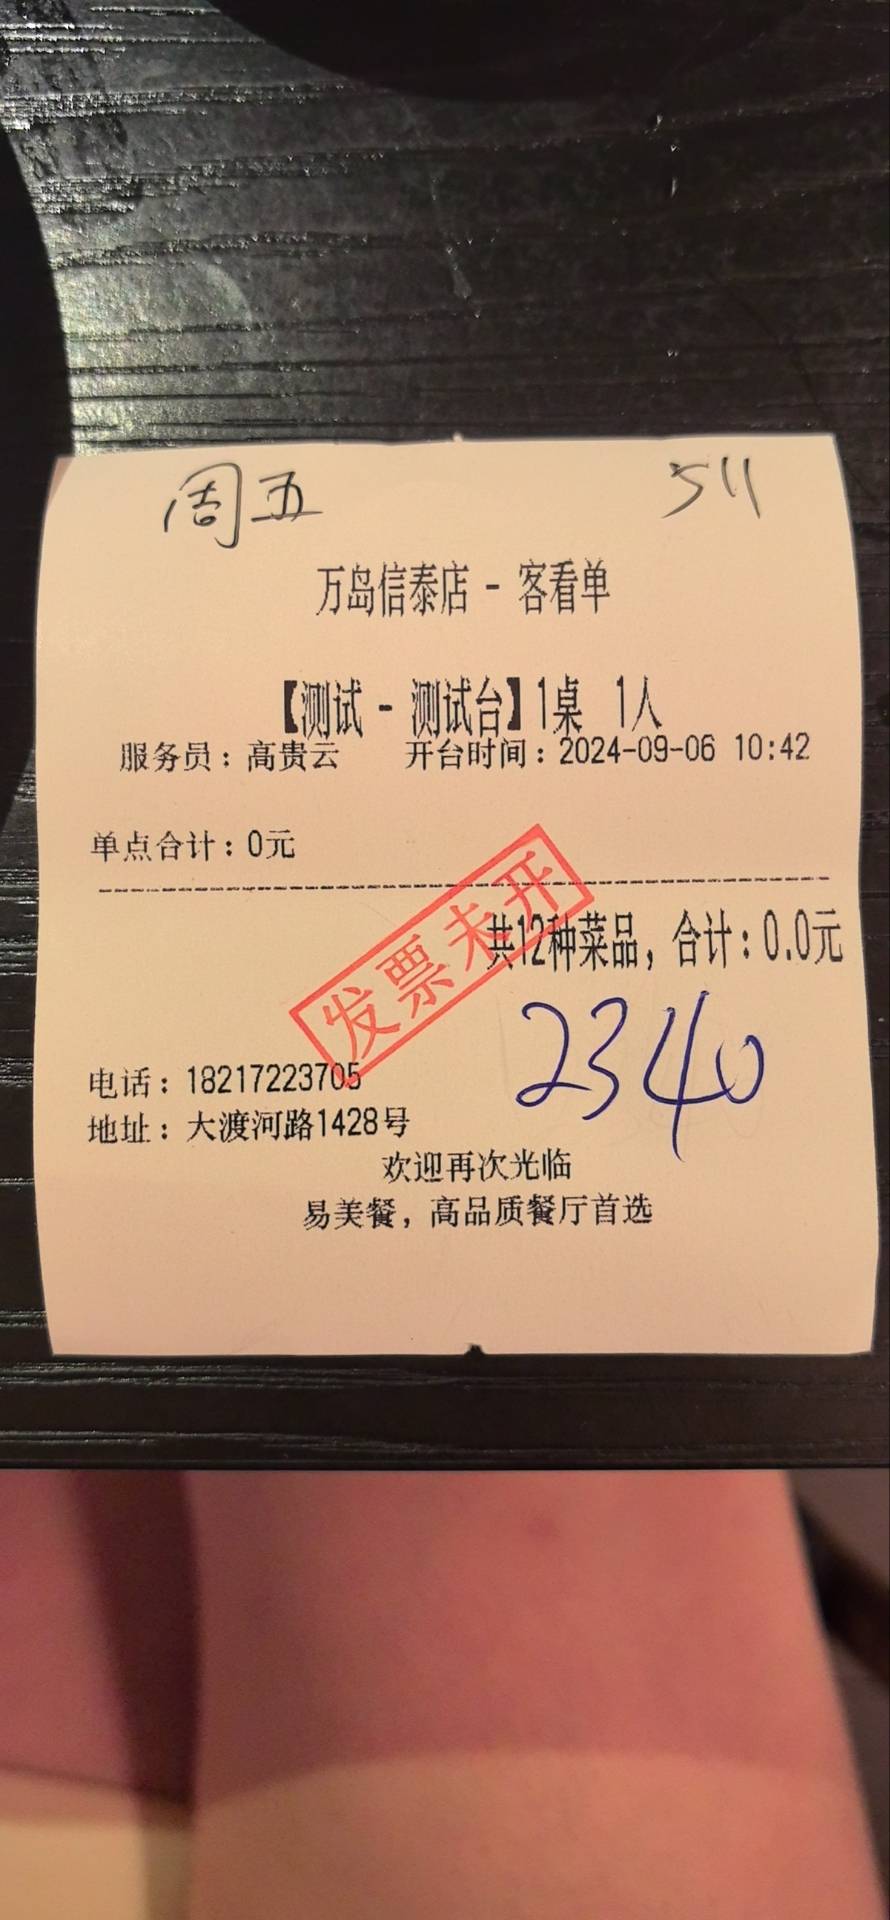 周五 511
万岛信泰店 - 客看单
【测试 - 测试台】1桌 1人
服务员：高贵云 开台时间：2024-09-06 10:42
单点合计：0元
发票未开
共12种菜品，合计：0.0元
2340
电话：18217223705
地址：大渡河路1428号
欢迎再次光临
易美餐，高品质餐厅首选